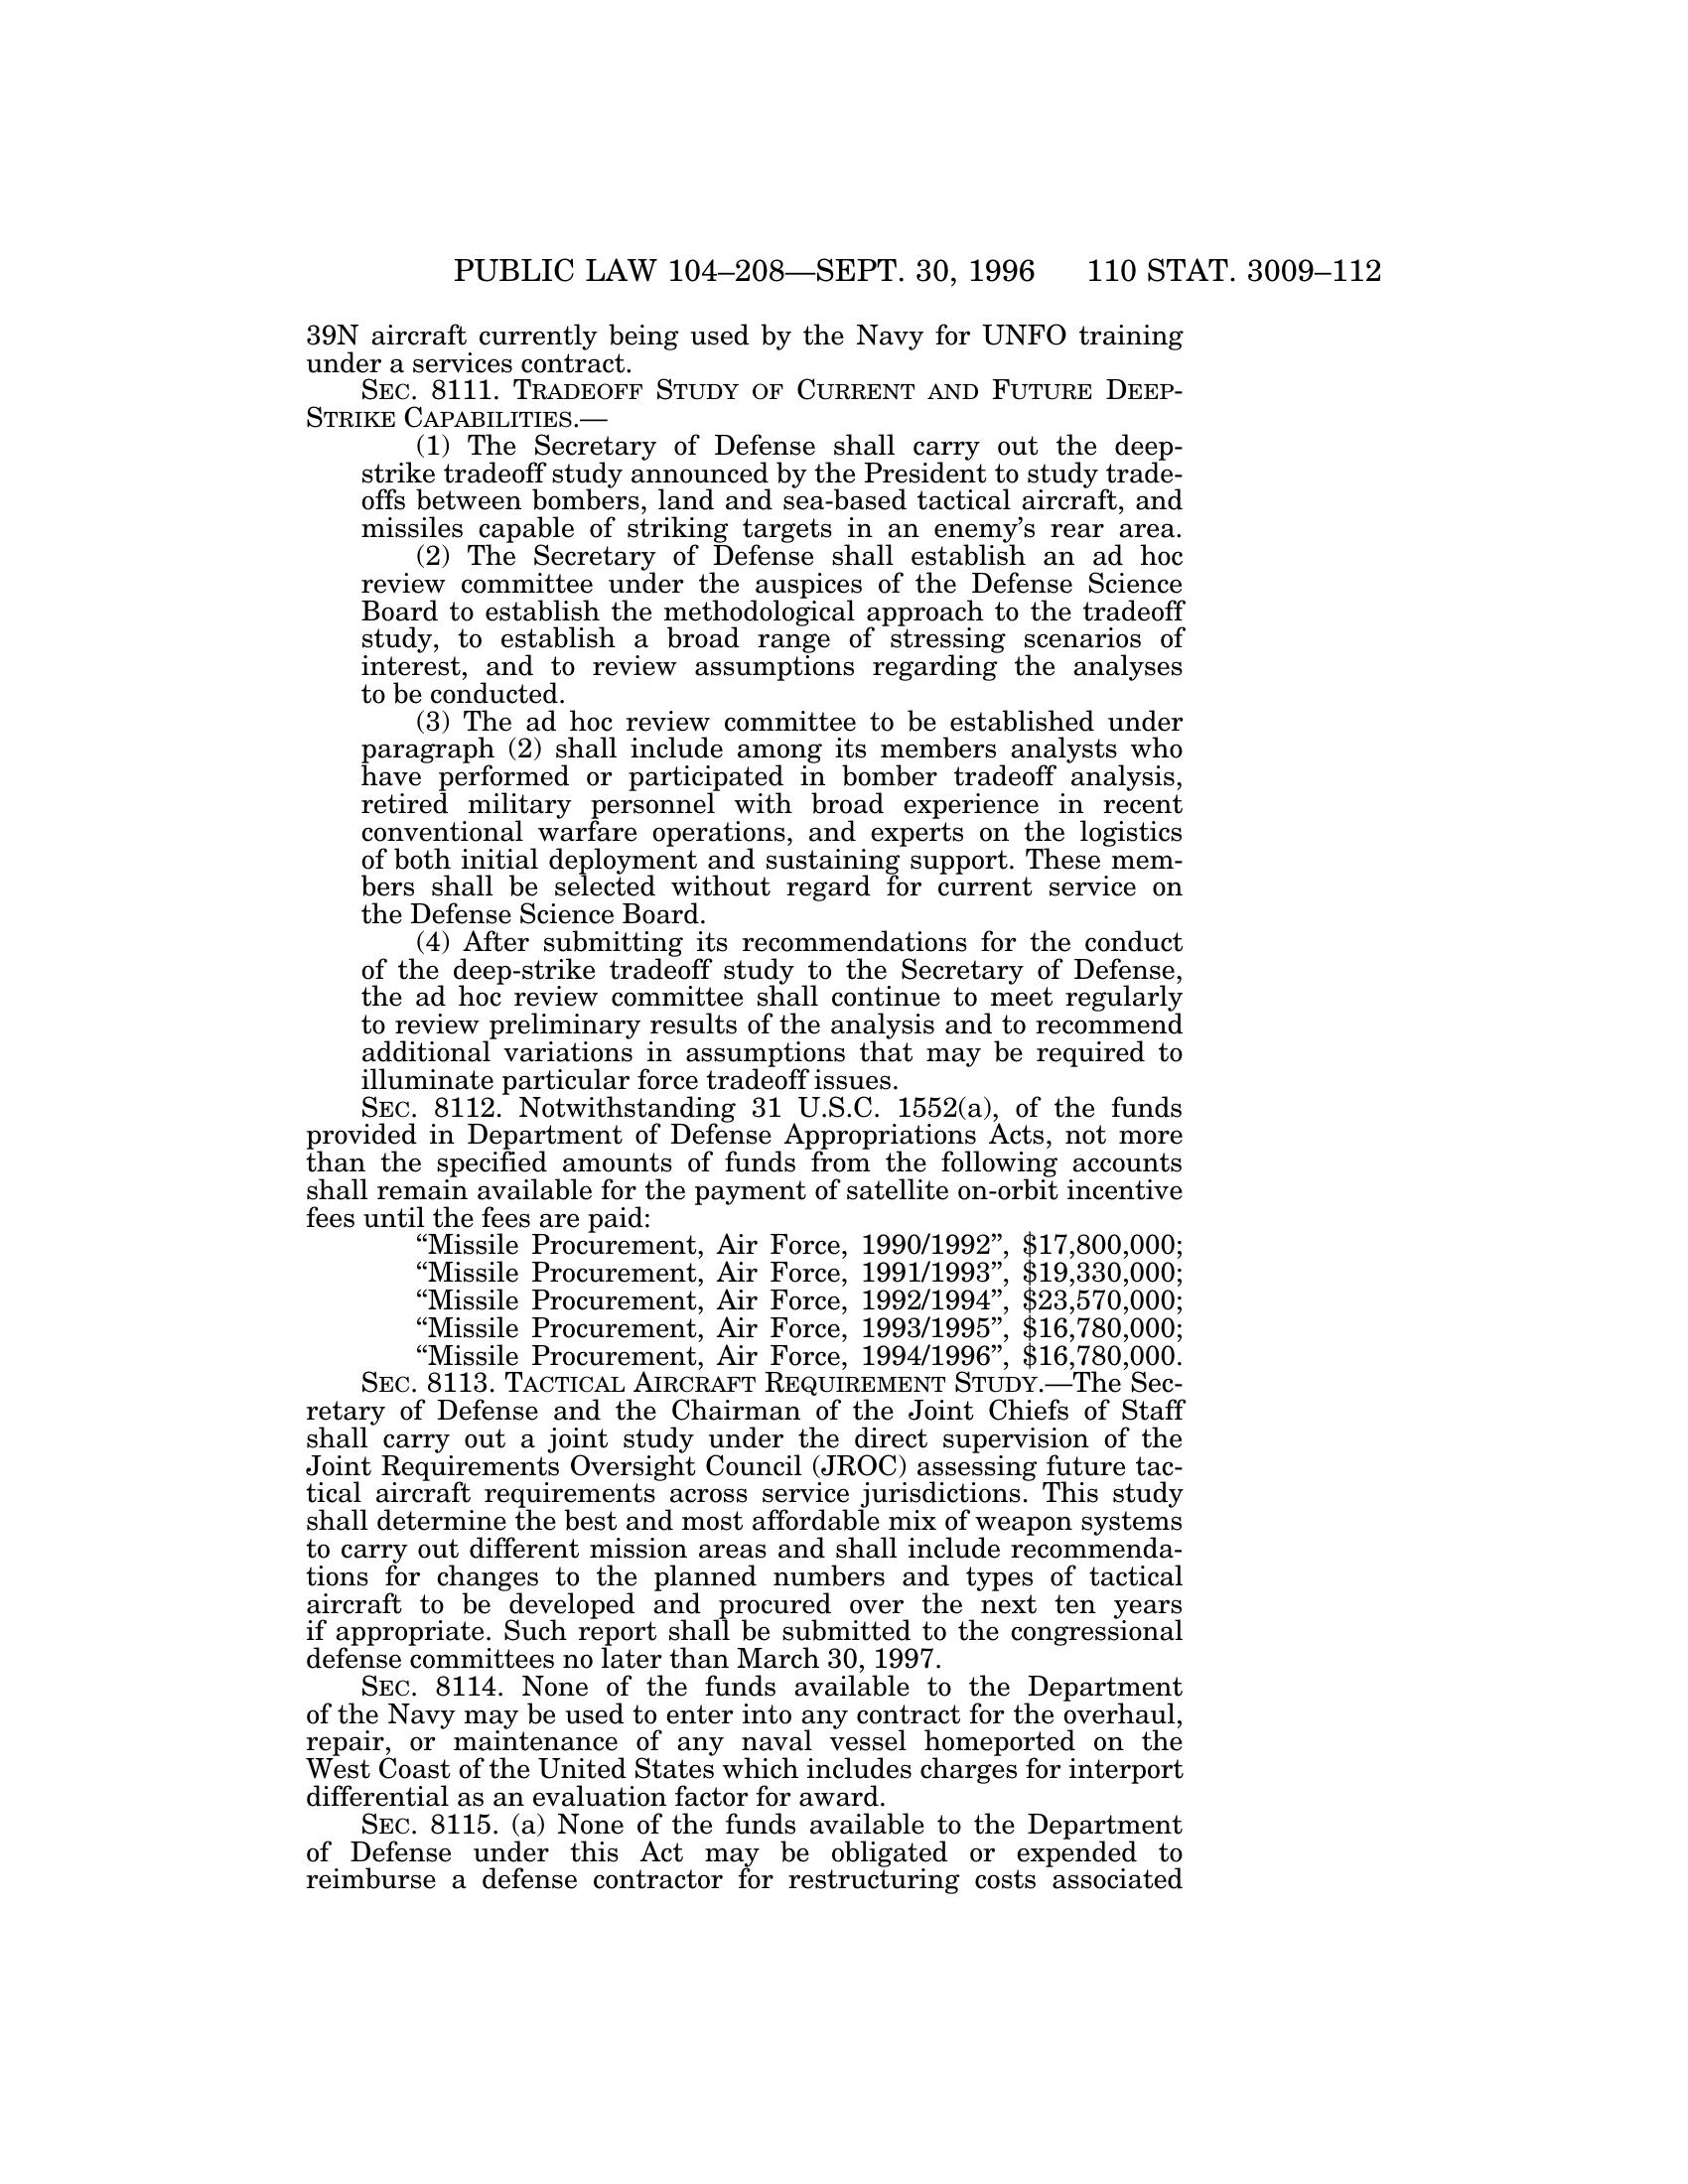 PUBLIC LAW 104–208—SEPT. 30, 1996 110 STAT. 3009–112
39N aircraft currently being used by the Navy for UNFO training
under a services contract.
SEC. 8111. TRADEOFF STUDY OF CURRENT AND FUTURE DEEP-
STRIKE CAPABILITIES.—
(1) The Secretary of Defense shall carry out the deep-
strike tradeoff study announced by the President to study trade-
offs between bombers, land and sea-based tactical aircraft, and
missiles capable of striking targets in an enemy’s rear area.
(2) The Secretary of Defense shall establish an ad hoc
review committee under the auspices of the Defense Science
Board to establish the methodological approach to the tradeoff
study, to establish a broad range of stressing scenarios of
interest, and to review assumptions regarding the analyses
to be conducted.
(3) The ad hoc review committee to be established under
paragraph (2) shall include among its members analysts who
have performed or participated in bomber tradeoff analysis,
retired military personnel with broad experience in recent
conventional warfare operations, and experts on the logistics
of both initial deployment and sustaining support. These mem-
bers shall be selected without regard for current service on
the Defense Science Board.
(4) After submitting its recommendations for the conduct
of the deep-strike tradeoff study to the Secretary of Defense,
the ad hoc review committee shall continue to meet regularly
to review preliminary results of the analysis and to recommend
additional variations in assumptions that may be required to
illuminate particular force tradeoff issues.
SEC. 8112. Notwithstanding 31 U.S.C. 1552(a), of the funds
provided in Department of Defense Appropriations Acts, not more
than the specified amounts of funds from the following accounts
shall remain available for the payment of satellite on-orbit incentive
fees until the fees are paid:
“Missile Procurement, Air Force, 1990/1992”, $17,800,000;
“Missile Procurement, Air Force, 1991/1993”, $19,330,000;
“Missile Procurement, Air Force, 1992/1994”, $23,570,000;
“Missile Procurement, Air Force, 1993/1995”, $16,780,000;
“Missile Procurement, Air Force, 1994/1996”, $16,780,000.
SEC. 8113. TACTICAL AIRCRAFT REQUIREMENT STUDY.—The Sec-
retary of Defense and the Chairman of the Joint Chiefs of Staff
shall carry out a joint study under the direct supervision of the
Joint Requirements Oversight Council (JROC) assessing future tac-
tical aircraft requirements across service jurisdictions. This study
shall determine the best and most affordable mix of weapon systems
to carry out different mission areas and shall include recommenda-
tions for changes to the planned numbers and types of tactical
aircraft to be developed and procured over the next ten years
if appropriate. Such report shall be submitted to the congressional
defense committees no later than March 30, 1997.
SEC. 8114. None of the funds available to the Department
of the Navy may be used to enter into any contract for the overhaul,
repair, or maintenance of any naval vessel homeported on the
West Coast of the United States which includes charges for interport
differential as an evaluation factor for award.
SEC. 8115. (a) None of the funds available to the Department
of Defense under this Act may be obligated or expended to
reimburse a defense contractor for restructuring costs associated